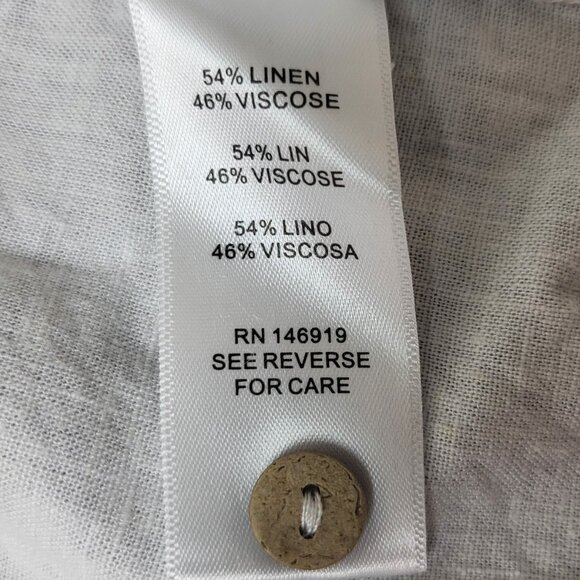 54% LINEN
46% VISCOSE
54% LIN
46% VISCOSE
54% LINO
46% VISCOSA
RN 146919
SEE REVERSE
FOR CARE